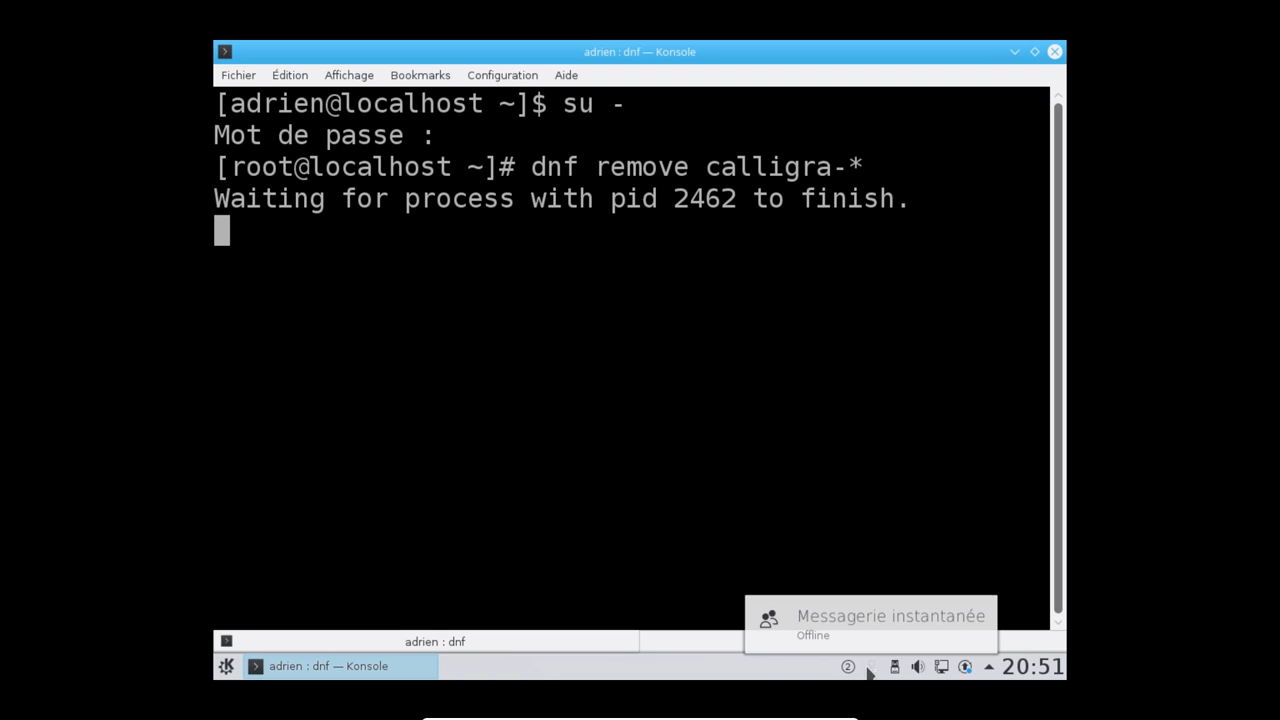 adrien : dnf — Konsole
Fichier Édition Affichage Bookmarks Configuration Aide
[adrien@localhost ~]$ su -
Mot de passe :
[root@localhost ~]# dnf remove calligra-*
Waiting for process with pid 2462 to finish.
Messagerie instantanée
Offline
adrien : dnf
adrien : dnf — Konsole
2
20:51